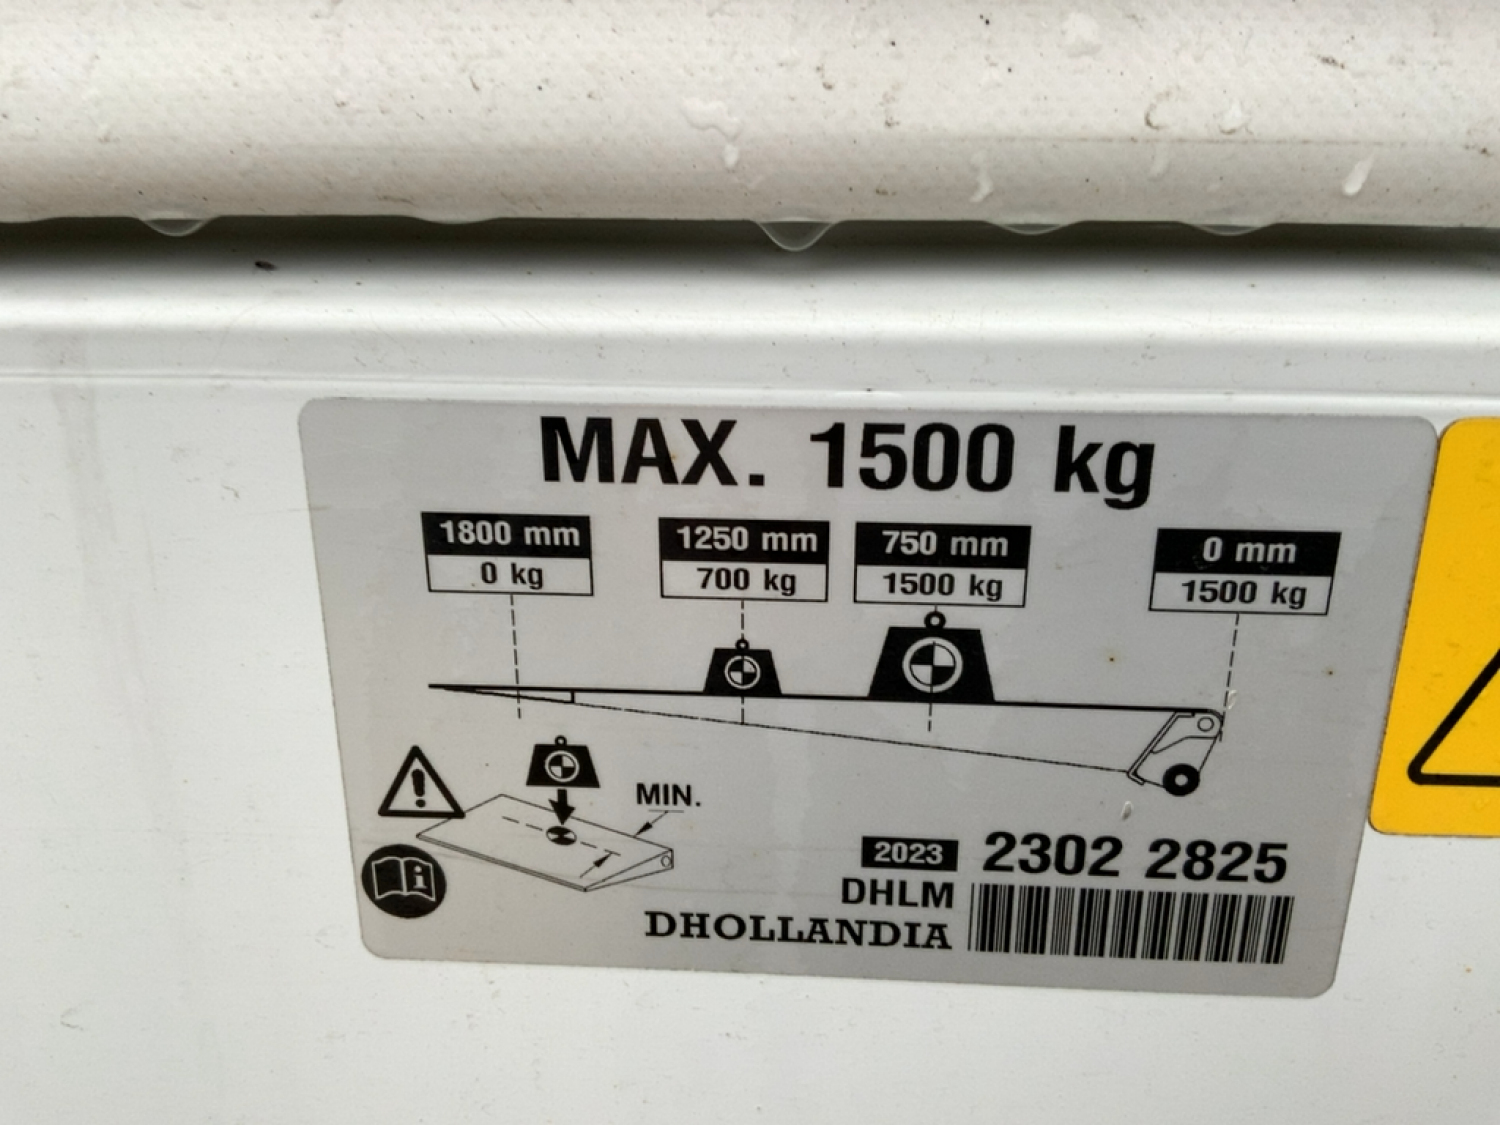 MAX. 1500 kg
1800 mm
0 kg
1250 mm
700 kg
750 mm
1500 kg
0 mm
1500 kg
MIN.
2023 2302 2825
DHLM
DHOLLANDIA